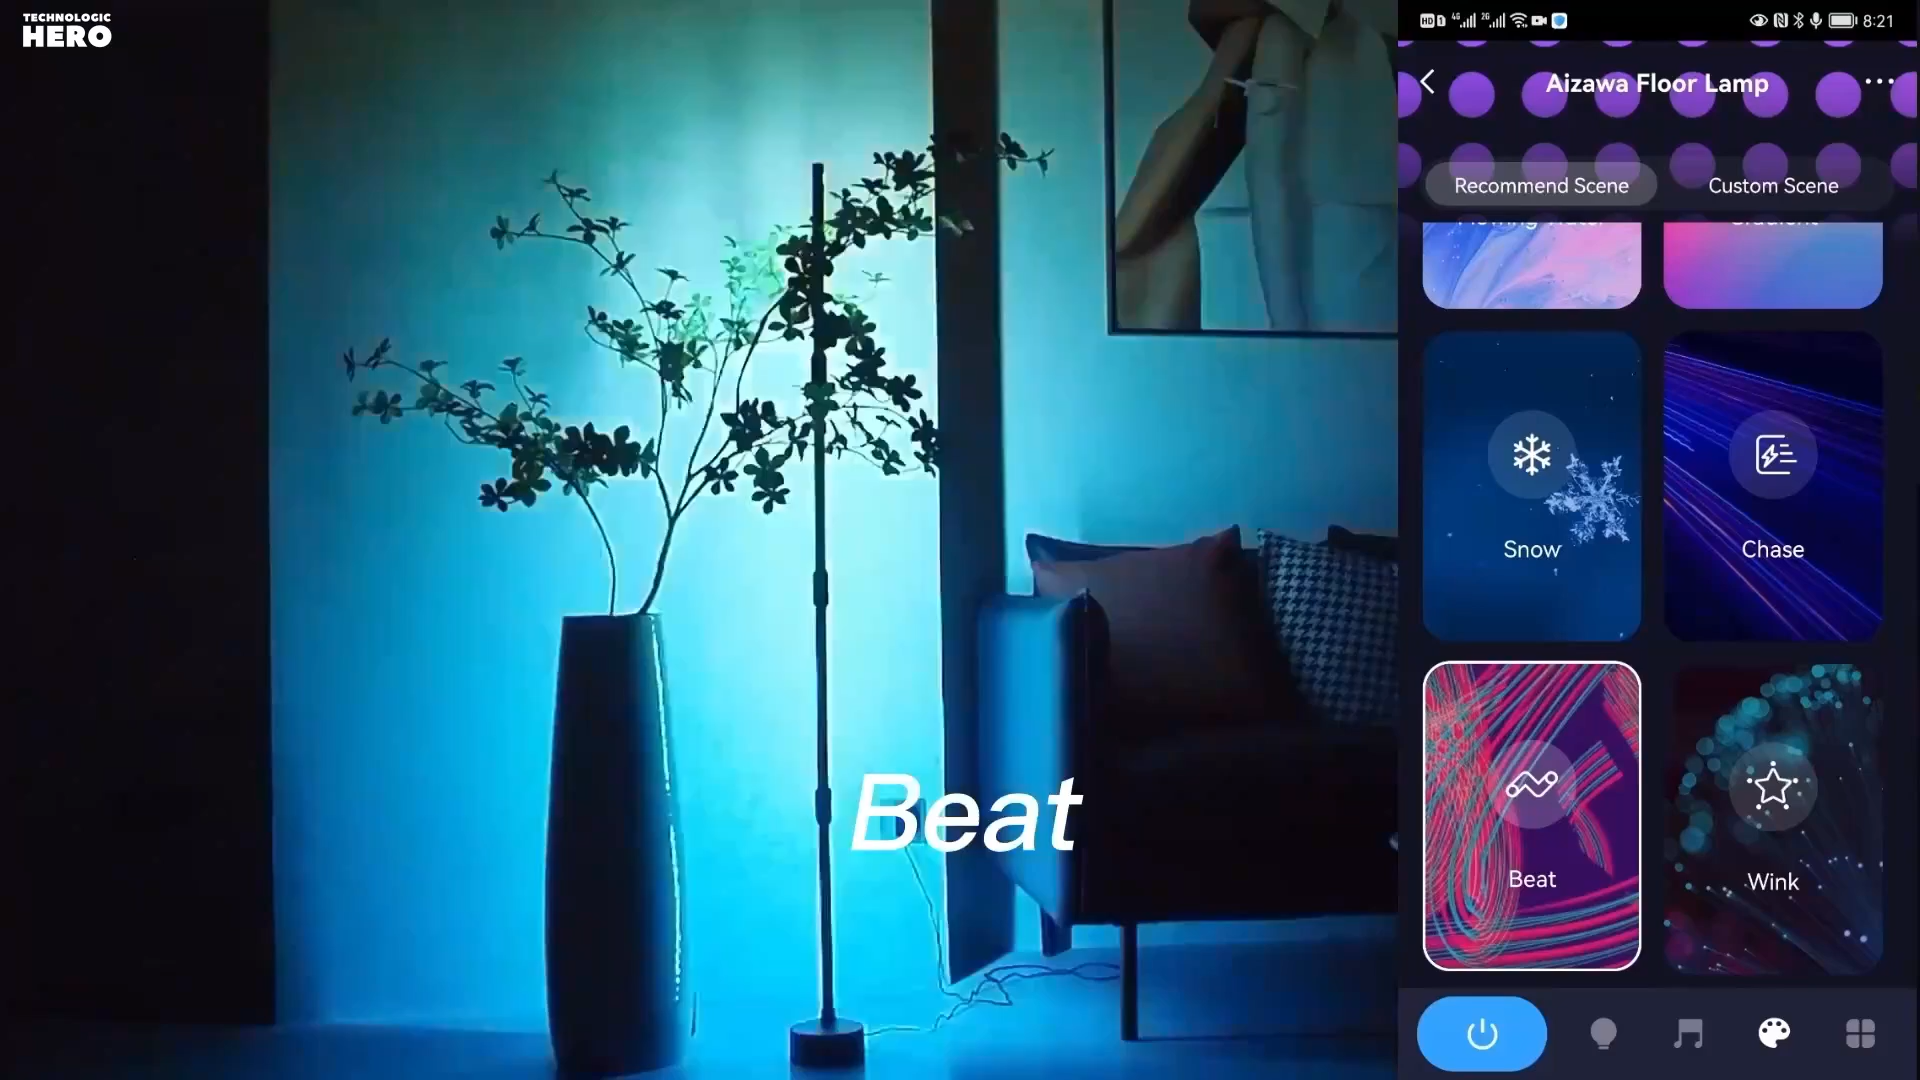 TECHNOLOGIC
HERO
8:21
Aizawa Floor Lamp
Recommend Scene
Custom Scene
Snow
Chase
Beat
Beat
Wink